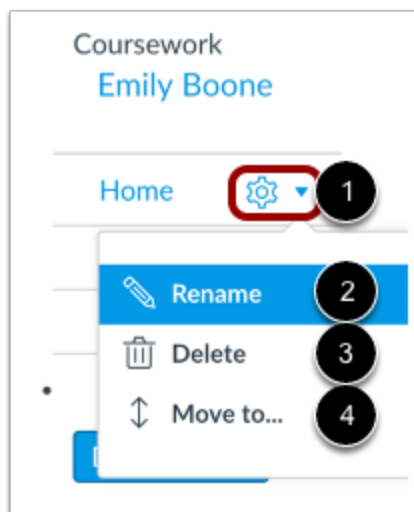 Coursework
Emily Boone
Home 1
Rename 2
Delete 3
Move to... 4